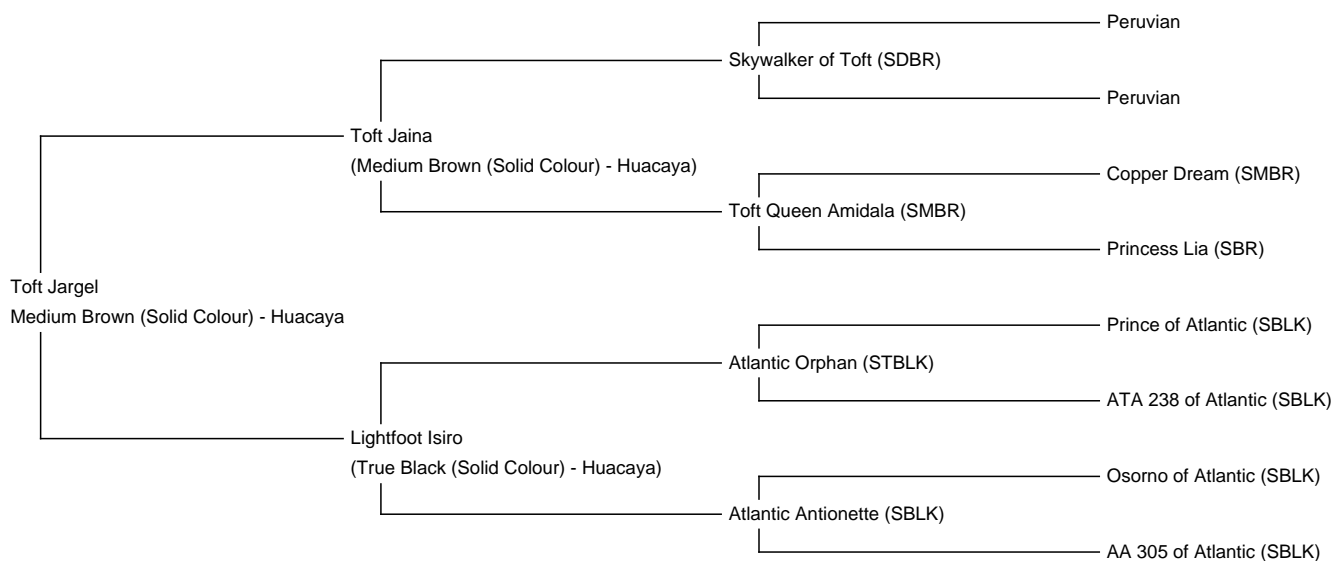 Peruvian
Skywalker of Toft (SDBR)
Peruvian
Toft Jaina
(Medium Brown (Solid Colour) - Huacaya)
Copper Dream (SMBR)
Toft Queen Amidala (SMBR)
Princess Lia (SBR)
Toft Jargel
Medium Brown (Solid Colour) - Huacaya
Prince of Atlantic (SBLK)
Atlantic Orphan (STBLK)
ATA 238 of Atlantic (SBLK)
Lightfoot Isiro
(True Black (Solid Colour) - Huacaya)
Osorno of Atlantic (SBLK)
Atlantic Antionette (SBLK)
AA 305 of Atlantic (SBLK)